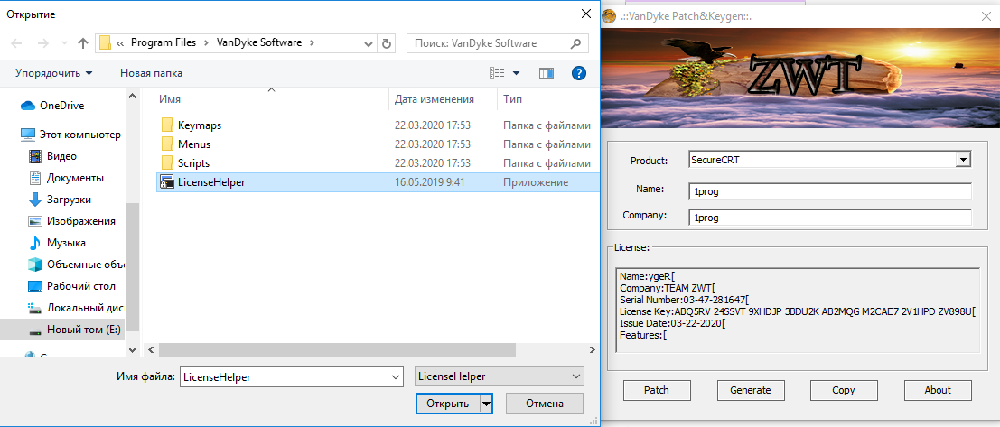 Открытие
« Program Files > VanDyke Software >
Поиск: VanDyke Software
Упорядочить
Новая папка
?
Имя
Дата изменения
Тип
OneDrive
Этот компьютер
Видео
Документы
Загрузки
Изображения
Музыка
Объемные объе
Рабочий стол
Локальный дис
Новый том (E:)
Keymaps 22.03.2020 17:53 Папка с файлами
Menus 22.03.2020 17:53 Папка с файлами
Scripts 22.03.2020 17:53 Папка с файлами
LicenseHelper 16.05.2019 9:41 Приложение
Имя файла: LicenseHelper
LicenseHelper
Открыть
Отмена
.::VanDyke Patch&Keygen::.
ZWT
Product: SecureCRT
Name: 1prog
Company: 1prog
License:
Name:ygeR[
Company:TEAM ZWT[
Serial Number:03-47-281647[
License Key:ABQ5RV 24SSVT 9XHDJP 3BDU2K AB2MQG M2CAE7 2V1HPD ZV898U[
Issue Date:03-22-2020[
Features:[
Patch
Generate
Copy
About